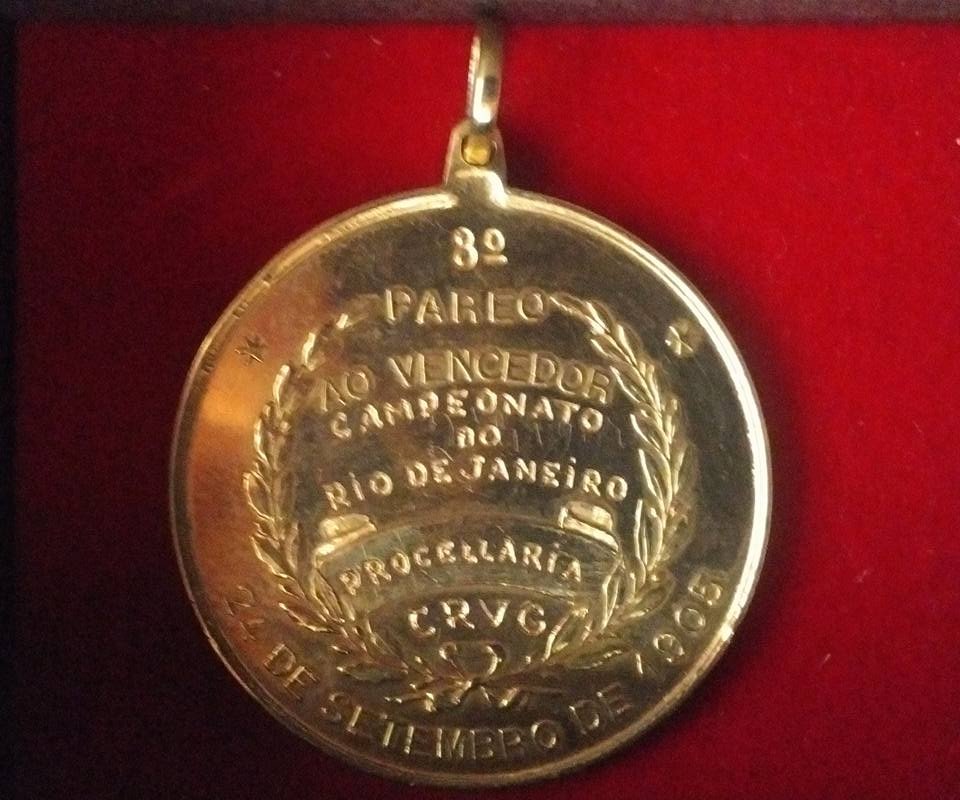 8º
PAREO
AO VENCEDOR
CAMPEONATO
DO
RIO DE JANEIRO
PROCELLARIA
CRVG
24 DE SETEMBRO DE 1905